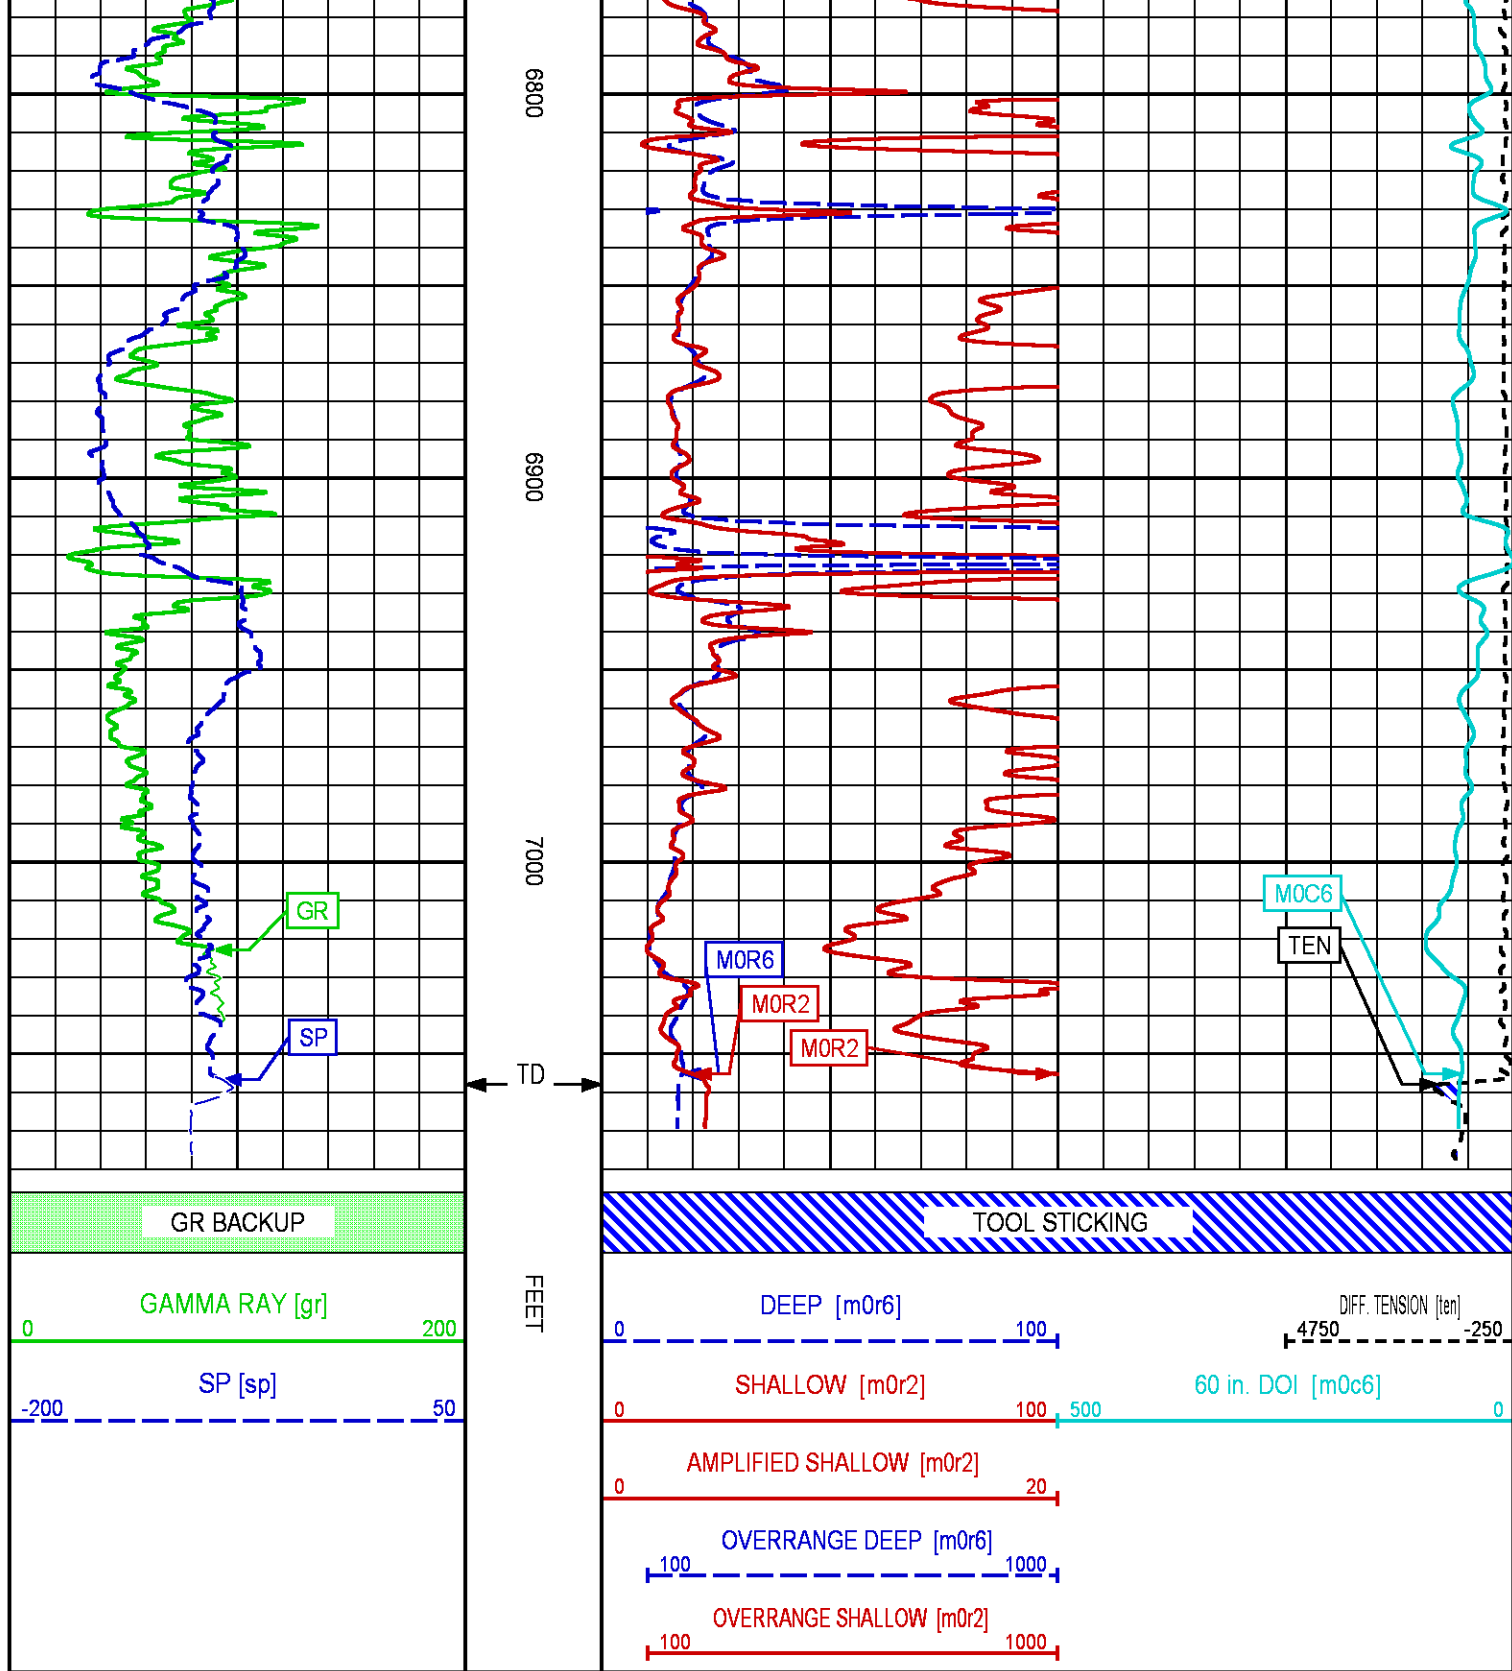 6800
6900
7000
GR
M0C6
TEN
M0R6
M0R2
SP
M0R2
TD
GR BACKUP
TOOL STICKING
FEET
GAMMA RAY [gr]
0 200
SP [sp]
-200 50
DEEP [m0r6]
0 100
DIFF. TENSION [ten]
4750 -250
SHALLOW [m0r2]
0 100
60 in. DOI [m0c6]
500 0
AMPLIFIED SHALLOW [m0r2]
0 20
OVERRANGE DEEP [m0r6]
100 1000
OVERRANGE SHALLOW [m0r2]
100 1000